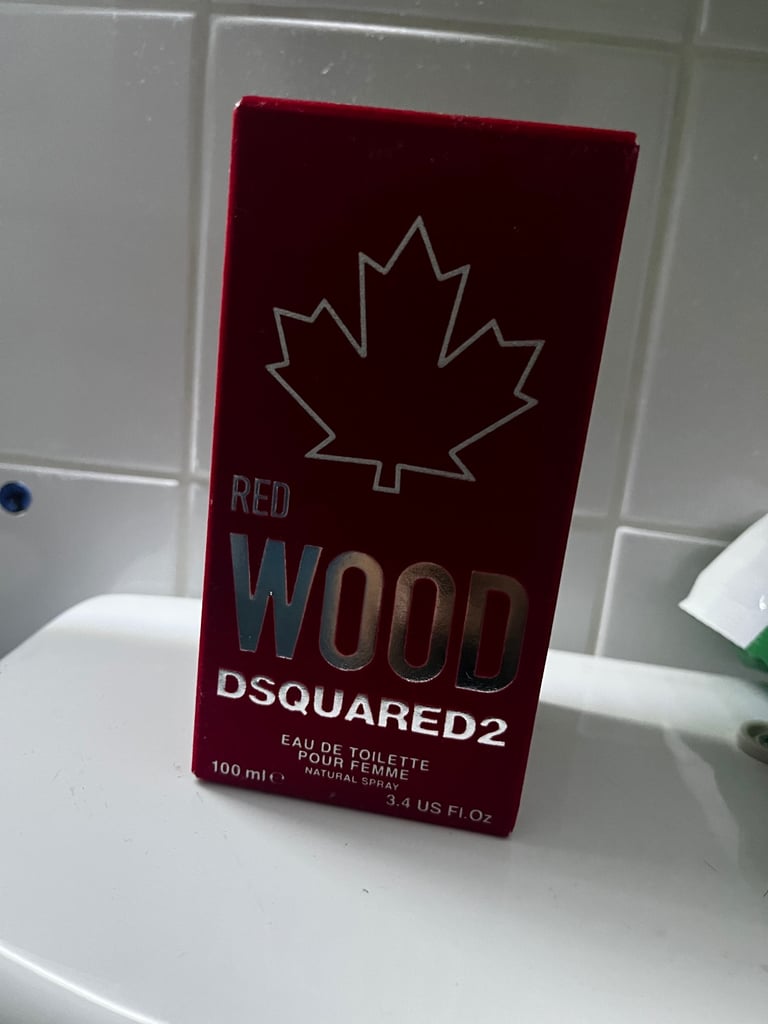 RED
WOOD
DSQUARED2
EAU DE TOILETTE
POUR FEMME
NATURAL SPRAY
100 ml ℮
3.4 US Fl.Oz